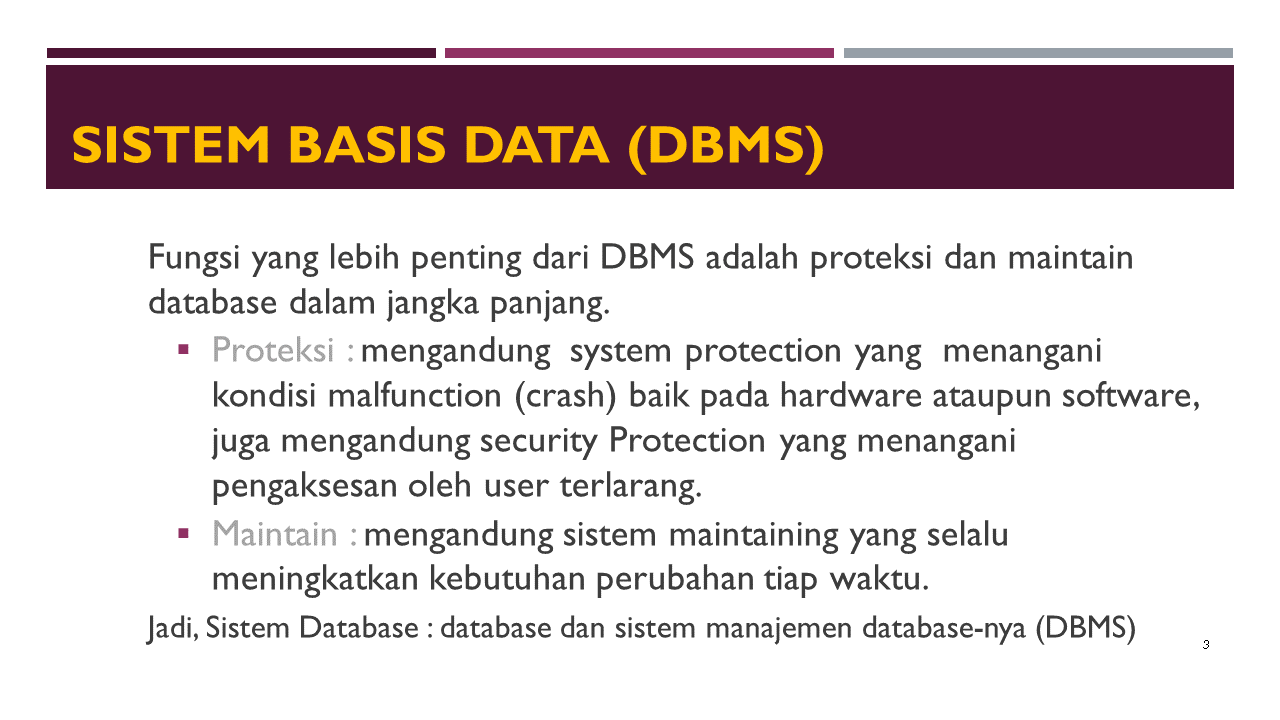 SISTEM BASIS DATA (DBMS)
Fungsi yang lebih penting dari DBMS adalah proteksi dan maintain
database dalam jangka panjang.
▪ Proteksi : mengandung system protection yang menangani
kondisi malfunction (crash) baik pada hardware ataupun software,
juga mengandung security Protection yang menangani
pengaksesan oleh user terlarang.
▪ Maintain : mengandung sistem maintaining yang selalu
meningkatkan kebutuhan perubahan tiap waktu.
Jadi, Sistem Database : database dan sistem manajemen database-nya (DBMS)
3